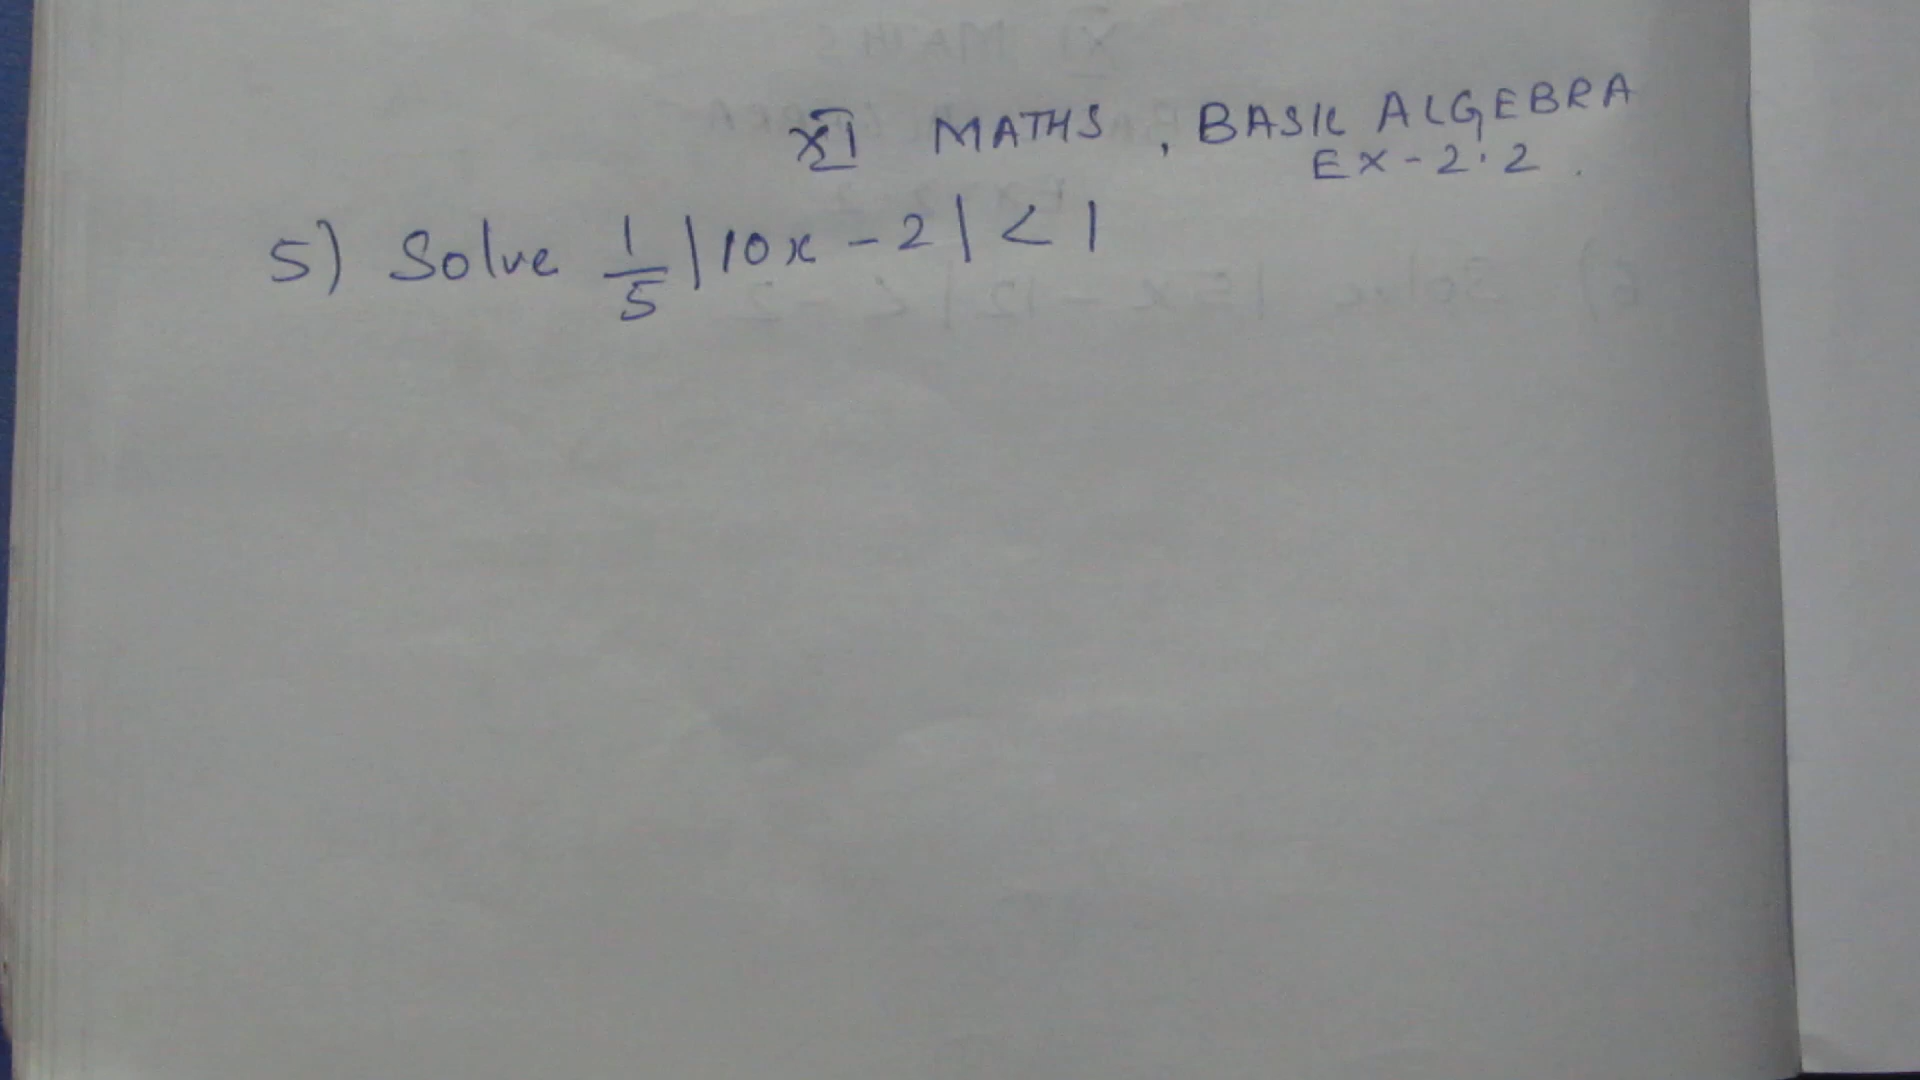 XI MATHS, BASIC ALGEBRA
EX-2.2.
5) Solve 1/5 |10x - 2| < 1